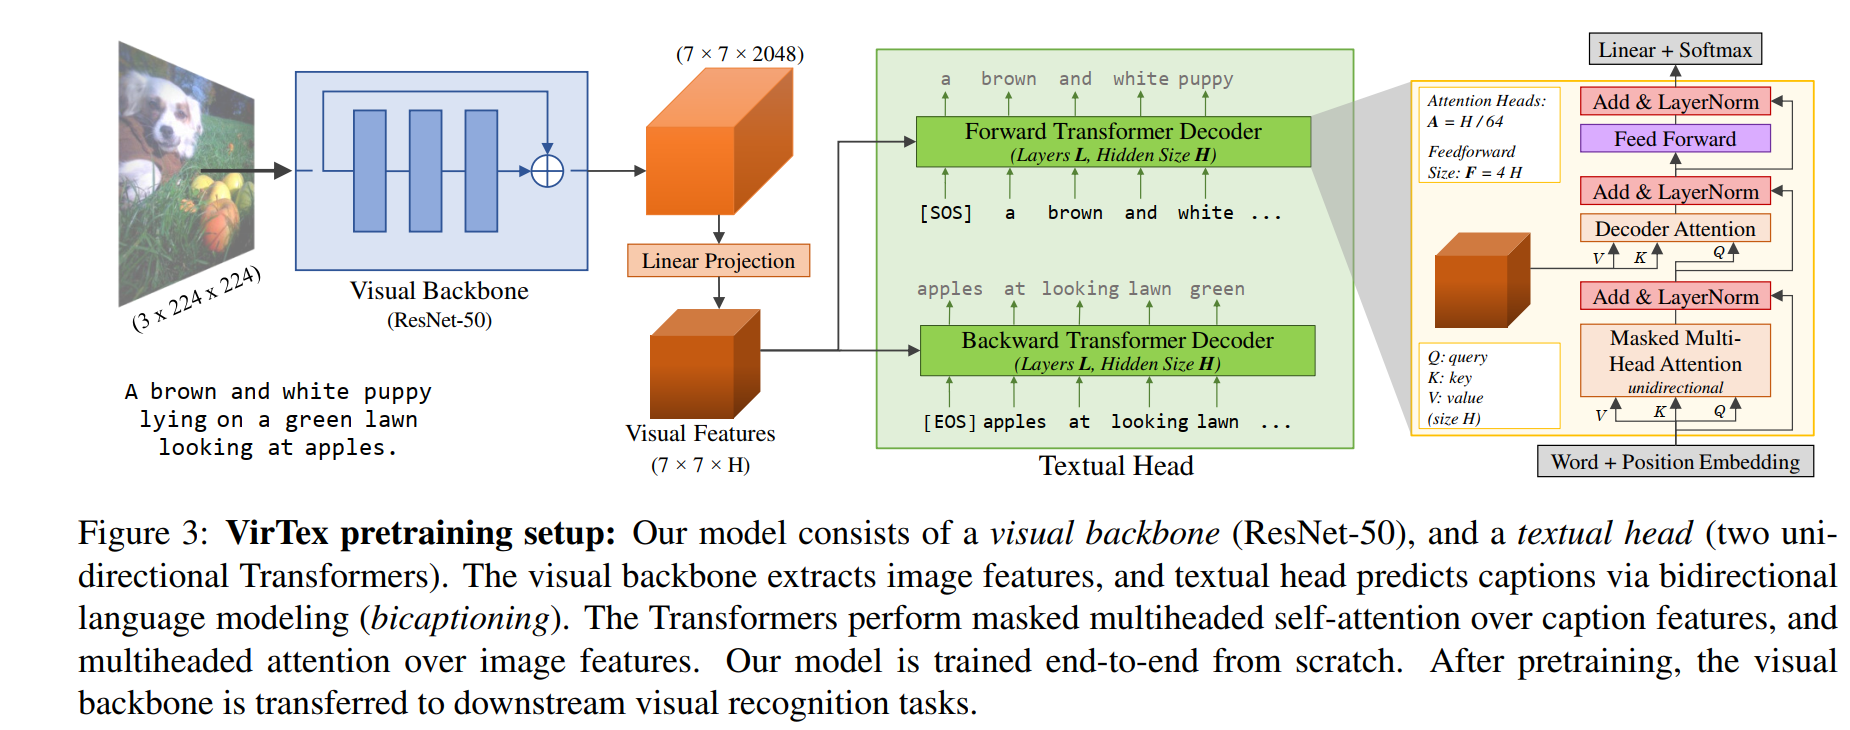 (3 x 224 x 224)
A brown and white puppy
lying on a green lawn
looking at apples.
Visual Backbone
(ResNet-50)
(7 × 7 × 2048)
Linear Projection
Visual Features
(7 × 7 × H)
a brown and white puppy
Forward Transformer Decoder
(Layers L, Hidden Size H)
[SOS] a brown and white ...
apples at looking lawn green
Backward Transformer Decoder
(Layers L, Hidden Size H)
[EOS] apples at looking lawn ...
Textual Head
Linear + Softmax
Attention Heads:
A = H / 64
Feedforward
Size: F = 4 H
Add & LayerNorm
Feed Forward
Add & LayerNorm
Decoder Attention
V K Q
Add & LayerNorm
Masked Multi-
Head Attention
unidirectional
V K Q
Q: query
K: key
V: value
(size H)
Word + Position Embedding
Figure 3: VirTex pretraining setup: Our model consists of a visual backbone (ResNet-50), and a textual head (two uni-
directional Transformers). The visual backbone extracts image features, and textual head predicts captions via bidirectional
language modeling (bicaptioning). The Transformers perform masked multiheaded self-attention over caption features, and
multiheaded attention over image features. Our model is trained end-to-end from scratch. After pretraining, the visual
backbone is transferred to downstream visual recognition tasks.